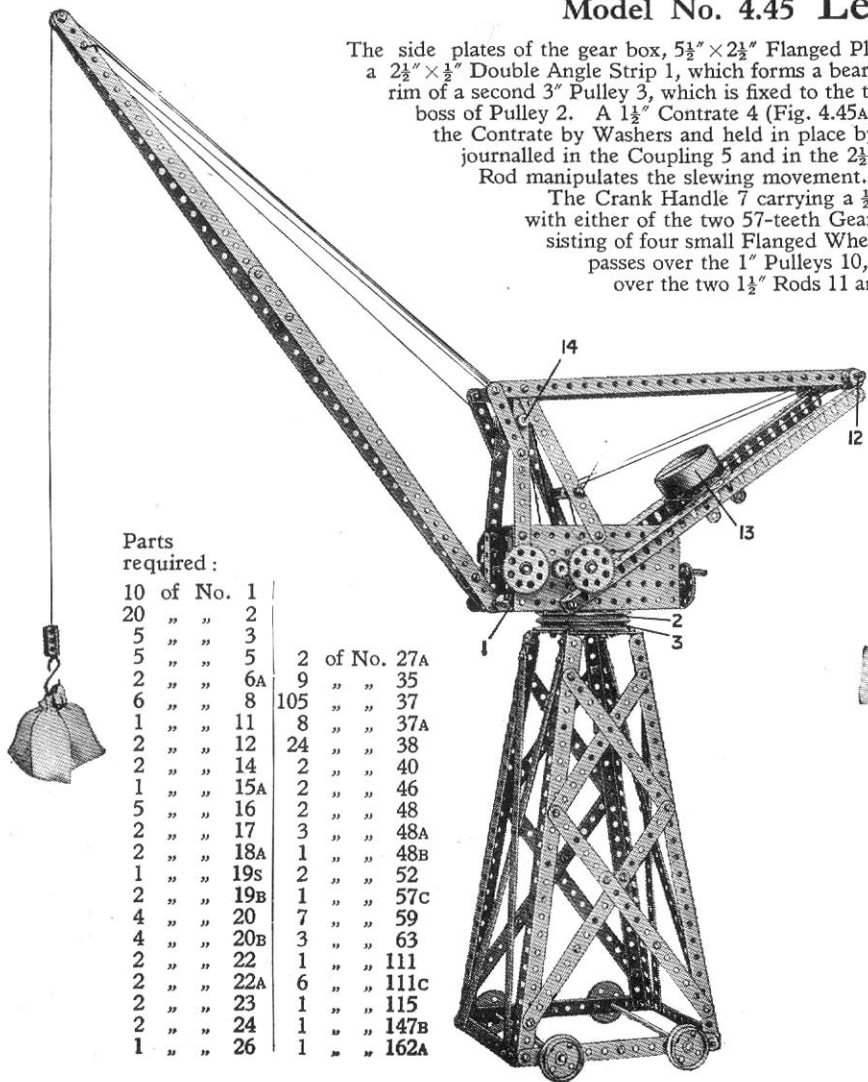 Model No. 4.45 Le
The side plates of the gear box, 5½″ × 2½″ Flanged Pl
a 2½″ × ½″ Double Angle Strip 1, which forms a bear
rim of a second 3″ Pulley 3, which is fixed to the t
boss of Pulley 2. A 1½″ Contrate 4 (Fig. 4.45A
the Contrate by Washers and held in place b
journalled in the Coupling 5 and in the 2½
Rod manipulates the slewing movement.
The Crank Handle 7 carrying a ½
with either of the two 57-teeth Gear
sisting of four small Flanged Whe
passes over the 1″ Pulleys 10,
over the two 1½″ Rods 11 a
14
12
13
2
1
3
Parts
required :
10 of No. 1
20 „ „ 2
5 „ „ 3
5 „ „ 5
2 „ „ 6A
6 „ „ 8
1 „ „ 11
2 „ „ 12
2 „ „ 14
1 „ „ 15A
5 „ „ 16
2 „ „ 17
2 „ „ 18A
1 „ „ 19S
2 „ „ 19B
4 „ „ 20
4 „ „ 20B
2 „ „ 22
2 „ „ 22A
2 „ „ 23
2 „ „ 24
1 „ „ 26
2 of No. 27A
9 „ „ 35
105 „ „ 37
8 „ „ 37A
24 „ „ 38
2 „ „ 40
2 „ „ 46
2 „ „ 48
3 „ „ 48A
1 „ „ 48B
2 „ „ 52
1 „ „ 57C
7 „ „ 59
3 „ „ 63
1 „ „ 111
6 „ „ 111C
1 „ „ 115
1 „ „ 147B
1 „ „ 162A